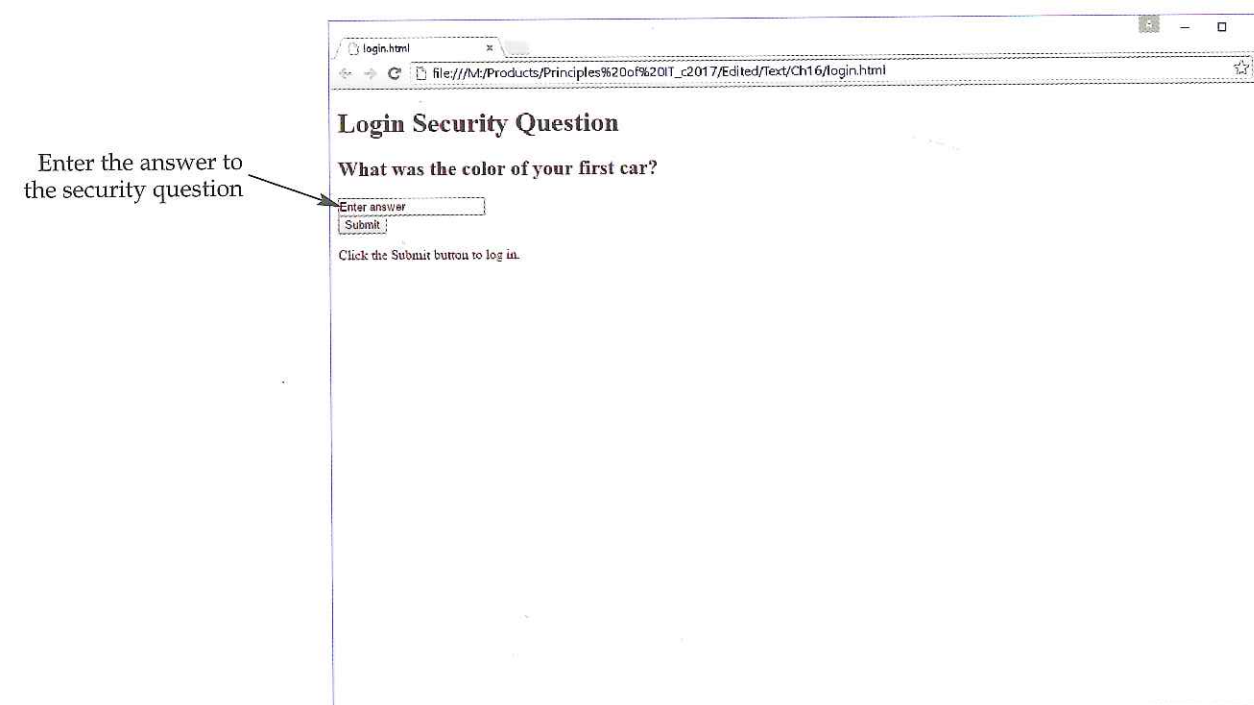 login.html
file:///M:/Products/Principles%20of%20IT_c2017/Edited/Text/Ch16/login.html
Login Security Question
Enter the answer to
the security question
What was the color of your first car?
Enter answer
Submit
Click the Submit button to log in.